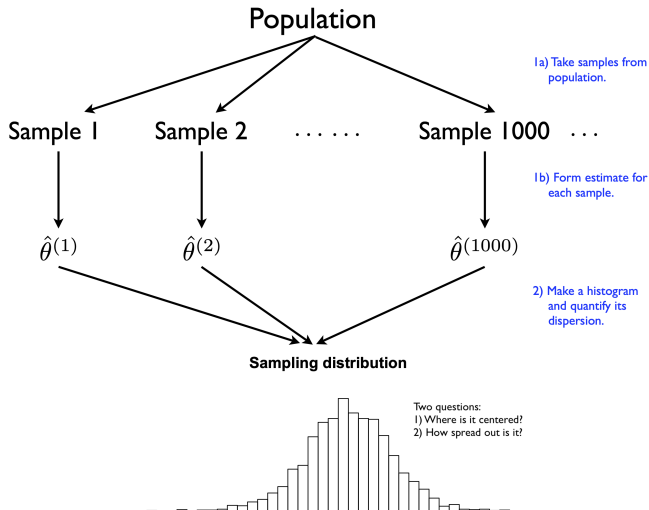 Population
1a) Take samples from
population.
Sample 1 Sample 2 . . . . . . Sample 1000 . . .
1b) Form estimate for
each sample.
θ̂(1) θ̂(2) θ̂(1000)
2) Make a histogram
and quantify its
dispersion.
Sampling distribution
Two questions:
1) Where is it centered?
2) How spread out is it?